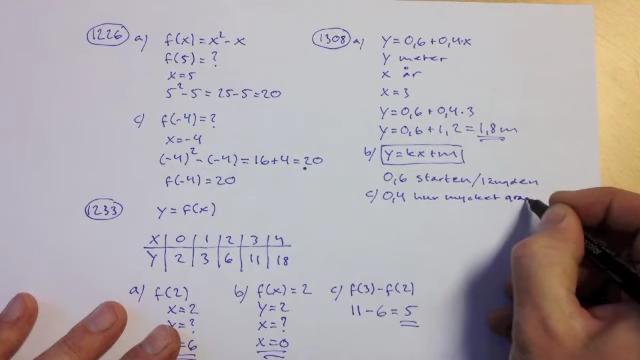 1226 a) f(x) = x² - x
f(5) = ?
x = 5
5² - 5 = 25 - 5 = 20
c) f(-4) = ?
x = -4
(-4)² - (-4) = 16 + 4 = 20
f(-4) = 20
1233 y = f(x)
X | 0 | 1 | 2 | 3 | 4
Y | 2 | 3 | 6 | 11 | 18
a) f(2)
x = 2
x = ?
= 6
b) f(x) = 2
y = 2
x = ?
x = 0
c) f(3) - f(2)
11 - 6 = 5
1308 a) y = 0,6 + 0,4·x
y meter
x år
x = 3
y = 0,6 + 0,4·3
y = 0,6 + 1,2 = 1,8 m
b) y = kx + m
0,6 starten/längden
c) 0,4 hur mycket